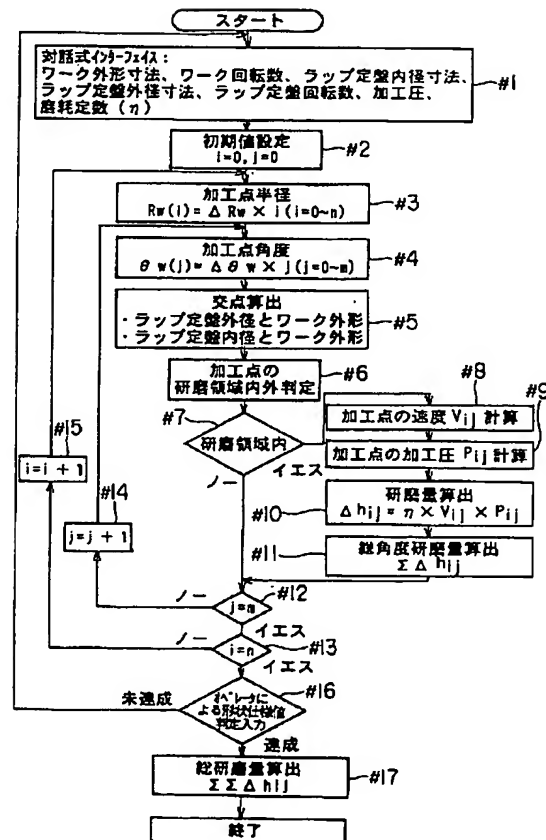 スタート
対話式インターフェイス:
ワーク外形寸法、ワーク回転数、ラップ定盤内径寸法、
ラップ定盤外径寸法、ラップ定盤回転数、加工圧、
磨耗定数(η)
#1
初期値設定
i=0,j=0
#2
加工点半径
Rw(i)=ΔRw×i(i=0~n)
#3
加工点角度
θw(j)=Δθw×j(j=0~m)
#4
交点算出
・ラップ定盤外径とワーク外形
・ラップ定盤内径とワーク外形
#5
加工点の
研磨領域内外判定
#6
#7
研磨領域内
イエス
ノー
#8
加工点の速度Vij計算
#9
加工点の加工圧Pij計算
#10
研磨量算出
Δhij=η×Vij×Pij
#11
総角度研磨量算出
ΣΔhij
#15
i=i+1
#14
j=j+1
#12
j=m
ノー
イエス
#13
i=n
ノー
イエス
#16
オペレータに
よる形状仕様値
判定入力
未達成
達成
総研磨量算出
ΣΣΔhij
#17
終了